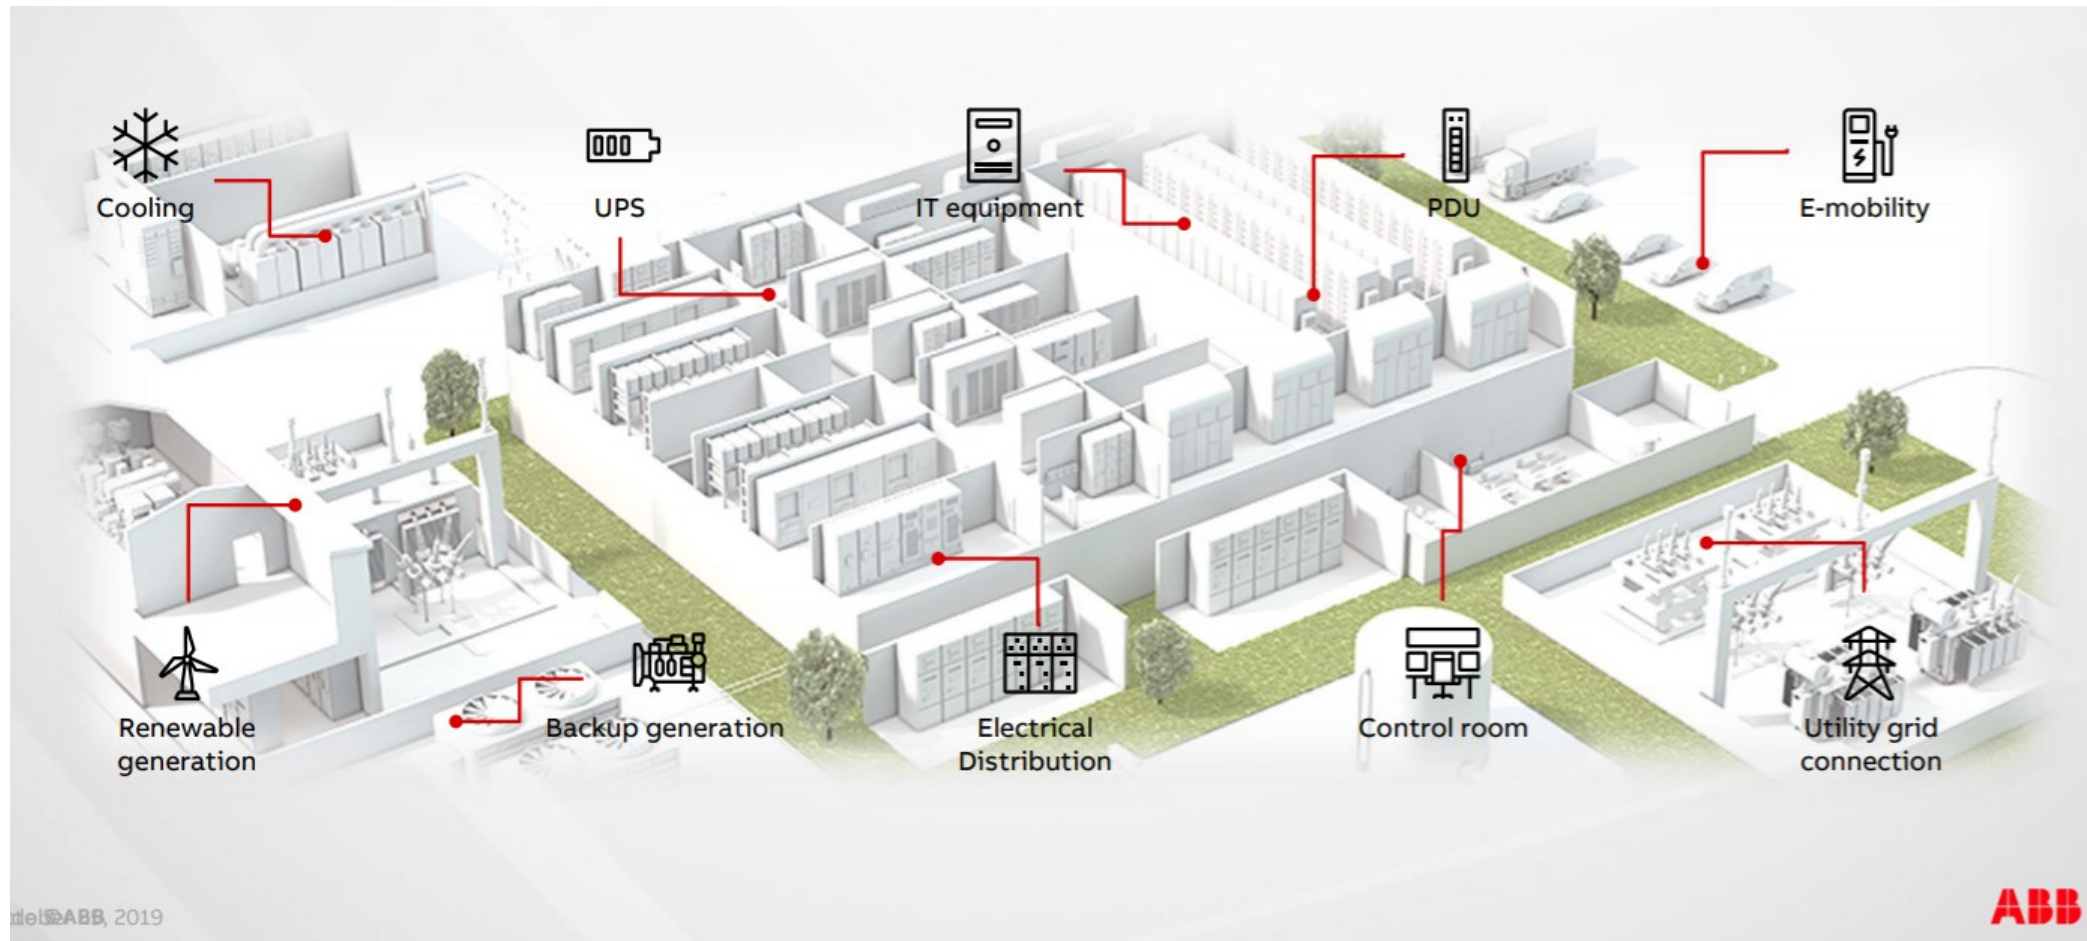 Cooling
UPS
IT equipment
PDU
E-mobility
Renewable
generation
Backup generation
Electrical
Distribution
Control room
Utility grid
connection
2019
ABB